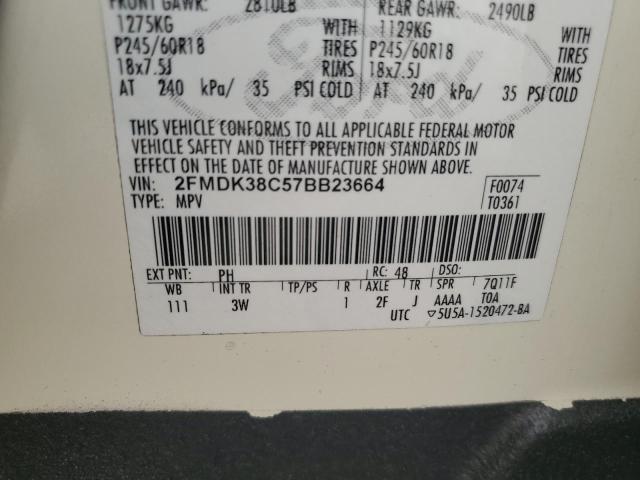 FRONT GAWR: 2810LB REAR GAWR: 2490LB
1275KG WITH 1129KG WITH
P245/60R18 TIRES P245/60R18 TIRES
18x7.5J RIMS 18x7.5J RIMS
AT 240 kPa/ 35 PSI COLD AT 240 kPa/ 35 PSI COLD
Ford
THIS VEHICLE CONFORMS TO ALL APPLICABLE FEDERAL MOTOR
VEHICLE SAFETY AND THEFT PREVENTION STANDARDS IN
EFFECT ON THE DATE OF MANUFACTURE SHOWN ABOVE.
VIN: 2FMDK38C57BB23664 F0074
TYPE: MPV T0361
EXT PNT: PH RC: 48 DSO:
WB INT TR TP/PS R AXLE TR SPR 7Q11F
111 3W 1 2F J AAAA TOA
UTC ▽5U5A-1520472-BA